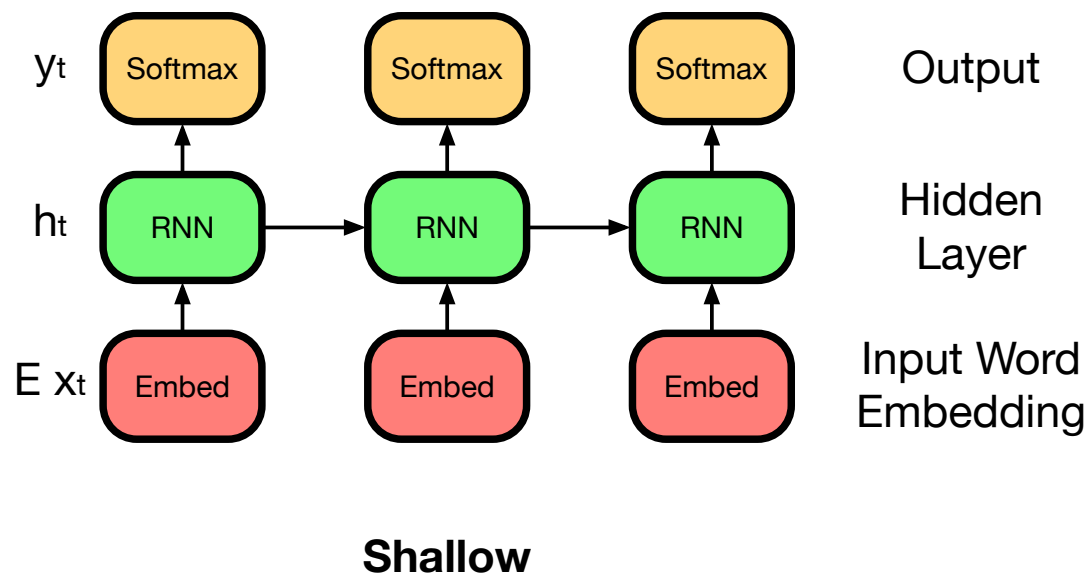 yt Softmax Softmax Softmax Output
ht RNN RNN RNN Hidden
Layer
E xt Embed Embed Embed Input Word
Embedding
Shallow